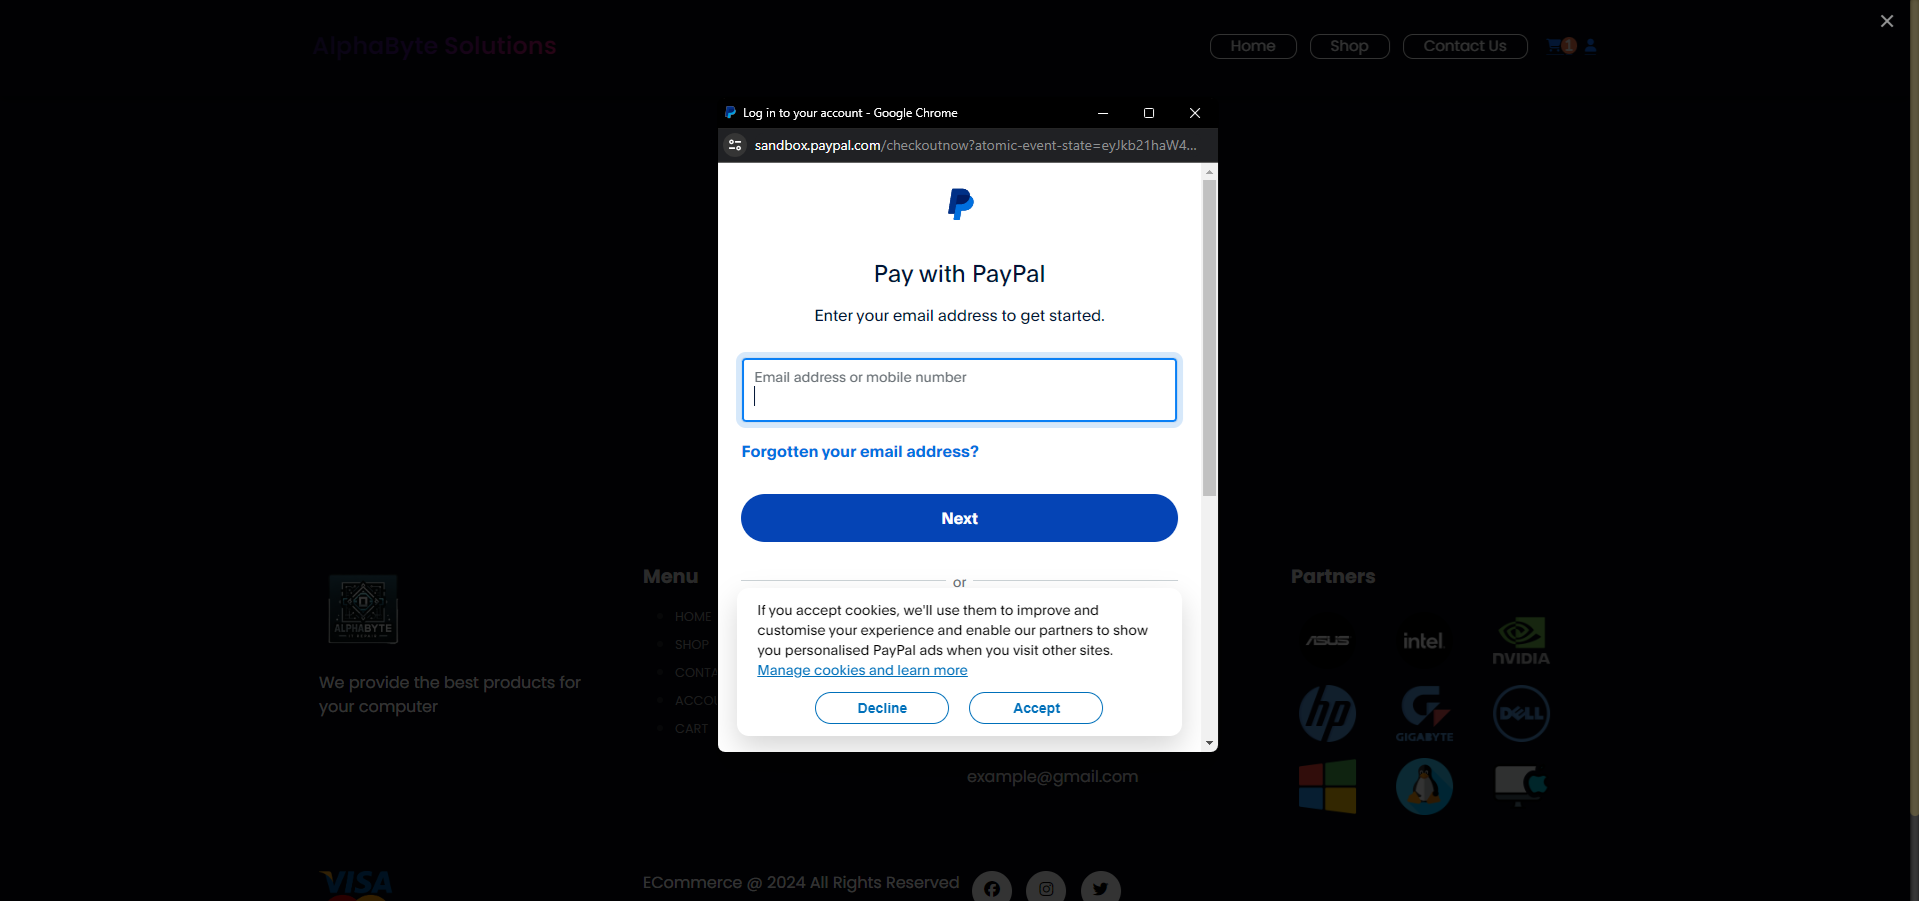 AlphaByte Solutions
Home
Shop
Contact Us
1
Log in to your account - Google Chrome
sandbox.paypal.com/checkoutnow?atomic-event-state=eyJkb21haW4...
Pay with PayPal
Enter your email address to get started.
Email address or mobile number
Forgotten your email address?
Next
or
If you accept cookies, we'll use them to improve and
customise your experience and enable our partners to show
you personalised PayPal ads when you visit other sites.
Manage cookies and learn more
Decline
Accept
ALPHABYTE
We provide the best products for
your computer
Menu
HOME
SHOP
CONTA
ACCOU
CART
example@gmail.com
Partners
ASUS
intel.
NVIDIA
hp
GIGABYTE
DELL
VISA
ECommerce @ 2024 All Rights Reserved